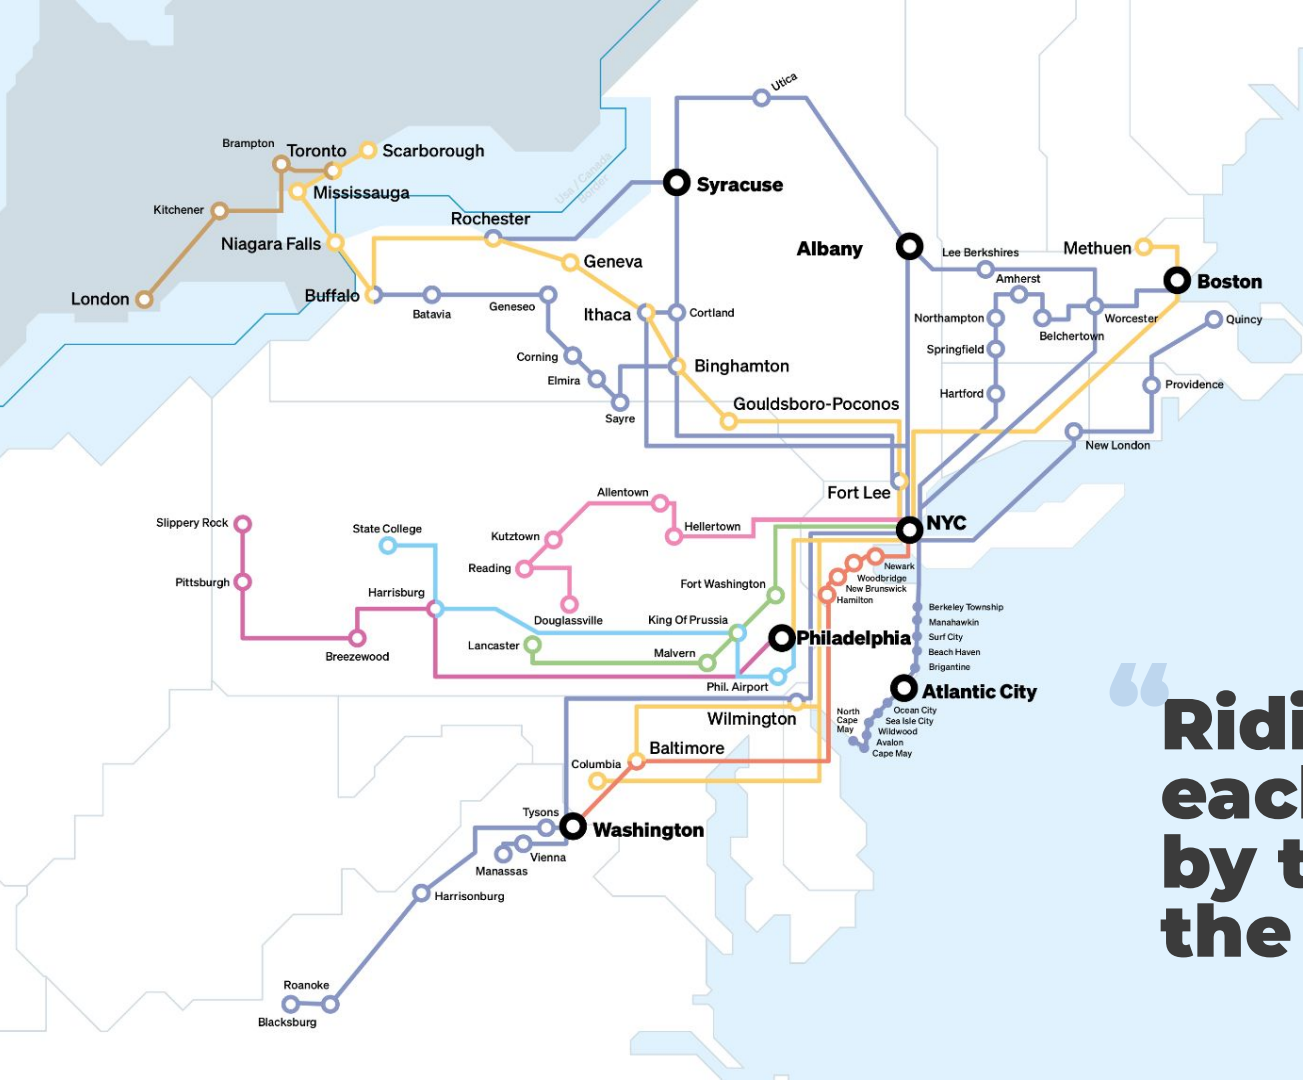 Utica
Brampton
Toronto
Scarborough
Usa / Canada
Border
Syracuse
Mississauga
Kitchener
Rochester
Niagara Falls
Albany
Lee Berkshires
Methuen
Geneva
Amherst
Boston
London
Buffalo
Batavia
Geneseo
Ithaca
Cortland
Northampton
Belchertown
Worcester
Quincy
Springfield
Corning
Elmira
Binghamton
Sayre
Gouldsboro-Poconos
Hartford
Providence
New London
Fort Lee
Allentown
Slippery Rock
State College
Hellertown
NYC
Kutztown
Reading
Newark
Woodbridge
New Brunswick
Hamilton
Pittsburgh
Harrisburg
Fort Washington
Douglassville
King Of Prussia
Berkeley Township
Manahawkin
Surf City
Beach Haven
Brigantine
Philadelphia
Lancaster
Malvern
Breezewood
Phil. Airport
Atlantic City
Wilmington
North
Cape
May
Ocean City
Sea Isle City
Wildwood
Avalon
Cape May
Baltimore
Columbia
Tysons
Washington
Vienna
Manassas
Harrisonburg
Roanoke
Blacksburg
“
Ridi
eac
by t
the